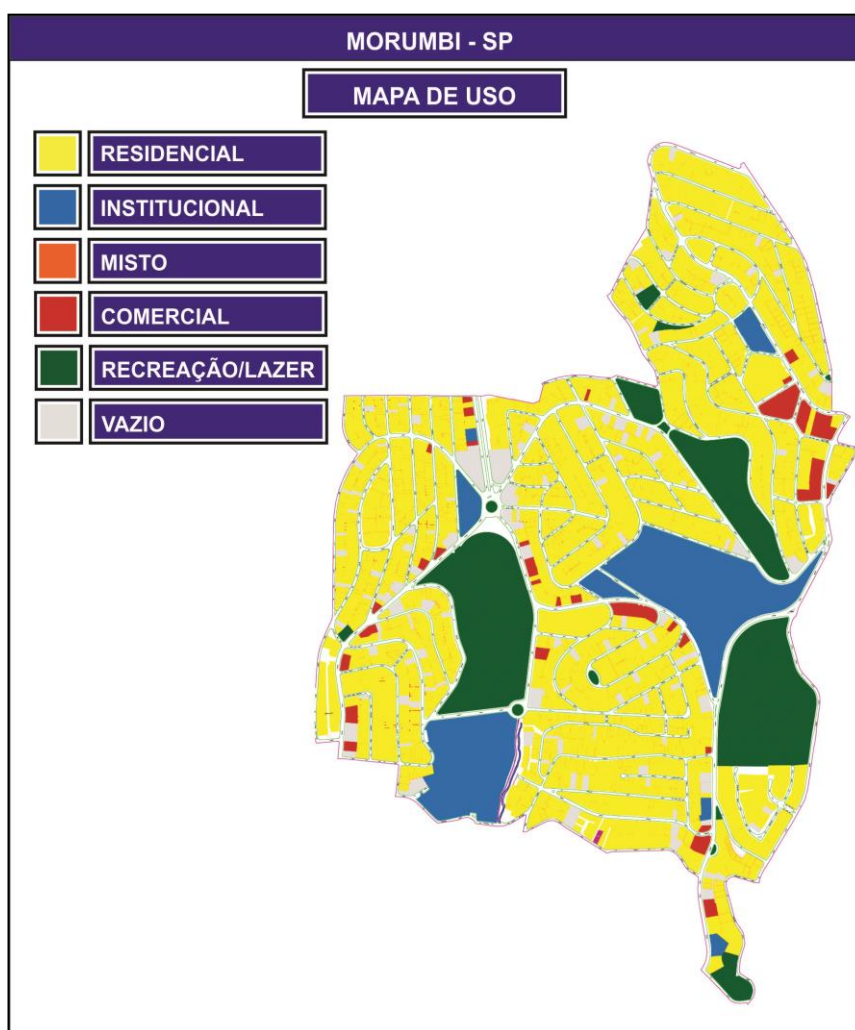 MORUMBI - SP
MAPA DE USO
RESIDENCIAL
INSTITUCIONAL
MISTO
COMERCIAL
RECREAÇÃO/LAZER
VAZIO